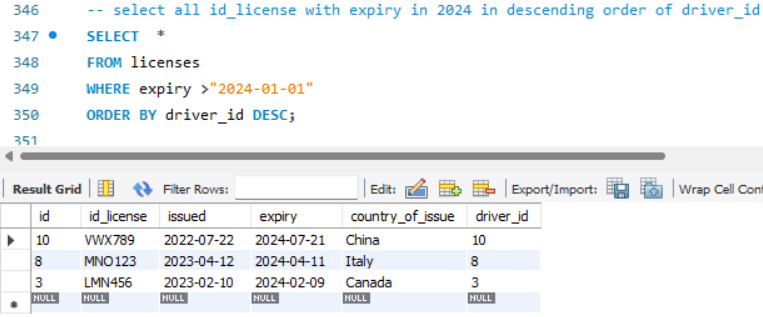 346 -- select all id_license with expiry in 2024 in descending order of driver_id
347 SELECT *
348 FROM licenses
349 WHERE expiry >"2024-01-01"
350 ORDER BY driver_id DESC;
351
Result Grid Filter Rows: Edit: Export/Import: Wrap Cell Con
id id_license issued expiry country_of_issue driver_id
10 VWX789 2022-07-22 2024-07-21 China 10
8 MNO123 2023-04-12 2024-04-11 Italy 8
3 LMN456 2023-02-10 2024-02-09 Canada 3
NULL NULL NULL NULL NULL NULL